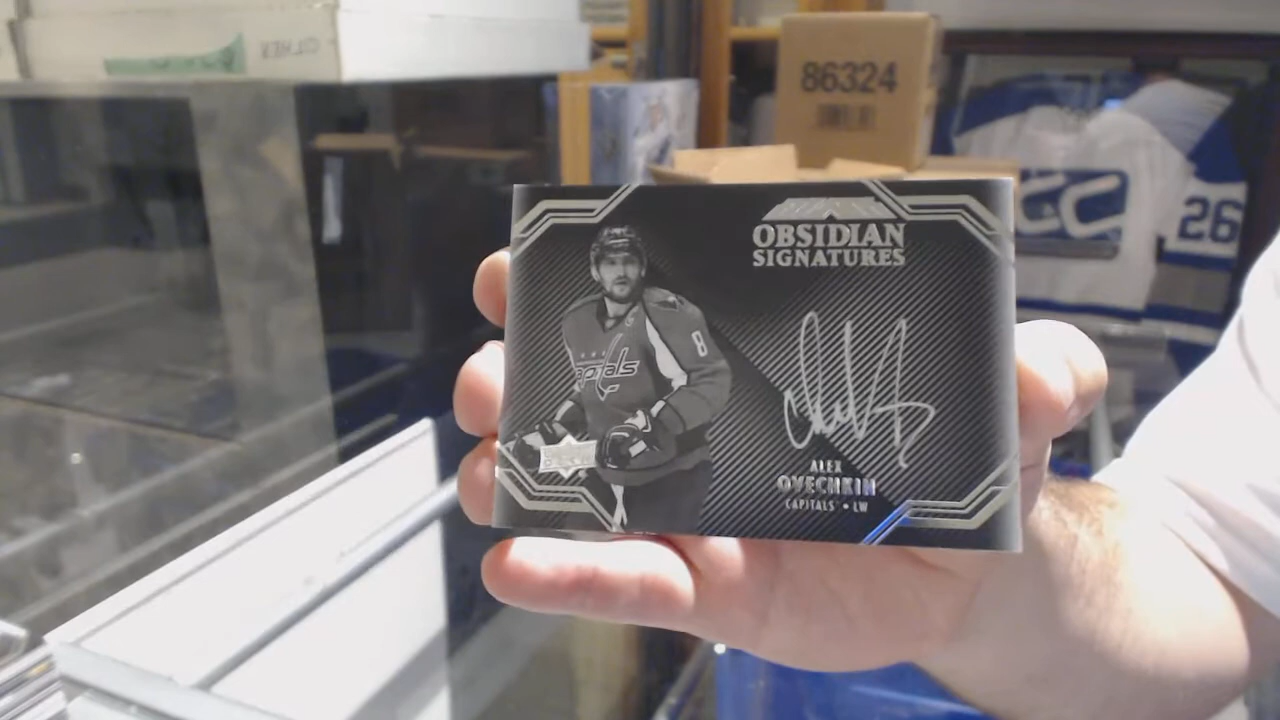 86324
26
OBSIDIAN
SIGNATURES
8
Capitals
ALEX
OVECHKIN
CAPITALS • LW